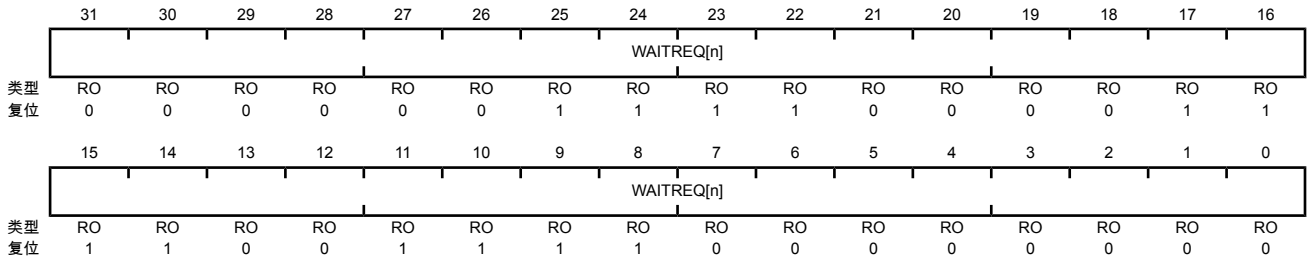 31 30 29 28 27 26 25 24 23 22 21 20 19 18 17 16
WAITREQ[n]
类型 RO RO RO RO RO RO RO RO RO RO RO RO RO RO RO RO
复位 0 0 0 0 0 0 1 1 1 1 0 0 0 0 1 1
15 14 13 12 11 10 9 8 7 6 5 4 3 2 1 0
WAITREQ[n]
类型 RO RO RO RO RO RO RO RO RO RO RO RO RO RO RO RO
复位 1 1 0 0 1 1 1 1 0 0 0 0 0 0 0 0